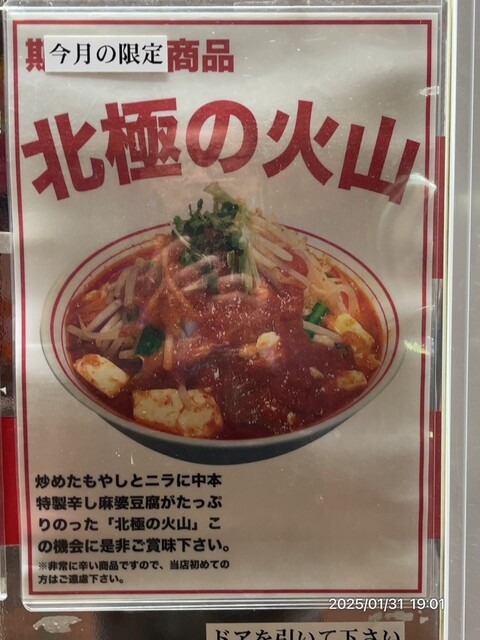 期
今月の限定
商品
北極の火山
炒めたもやしとニラに中本
特製辛し麻婆豆腐がたっぷ
りのった「北極の火山」こ
の機会に是非ご賞味下さい。
※非常に辛い商品ですので、当店初めての
方はご遠慮下さい。
2025/01/31 19:01
ドアを引いて下さい